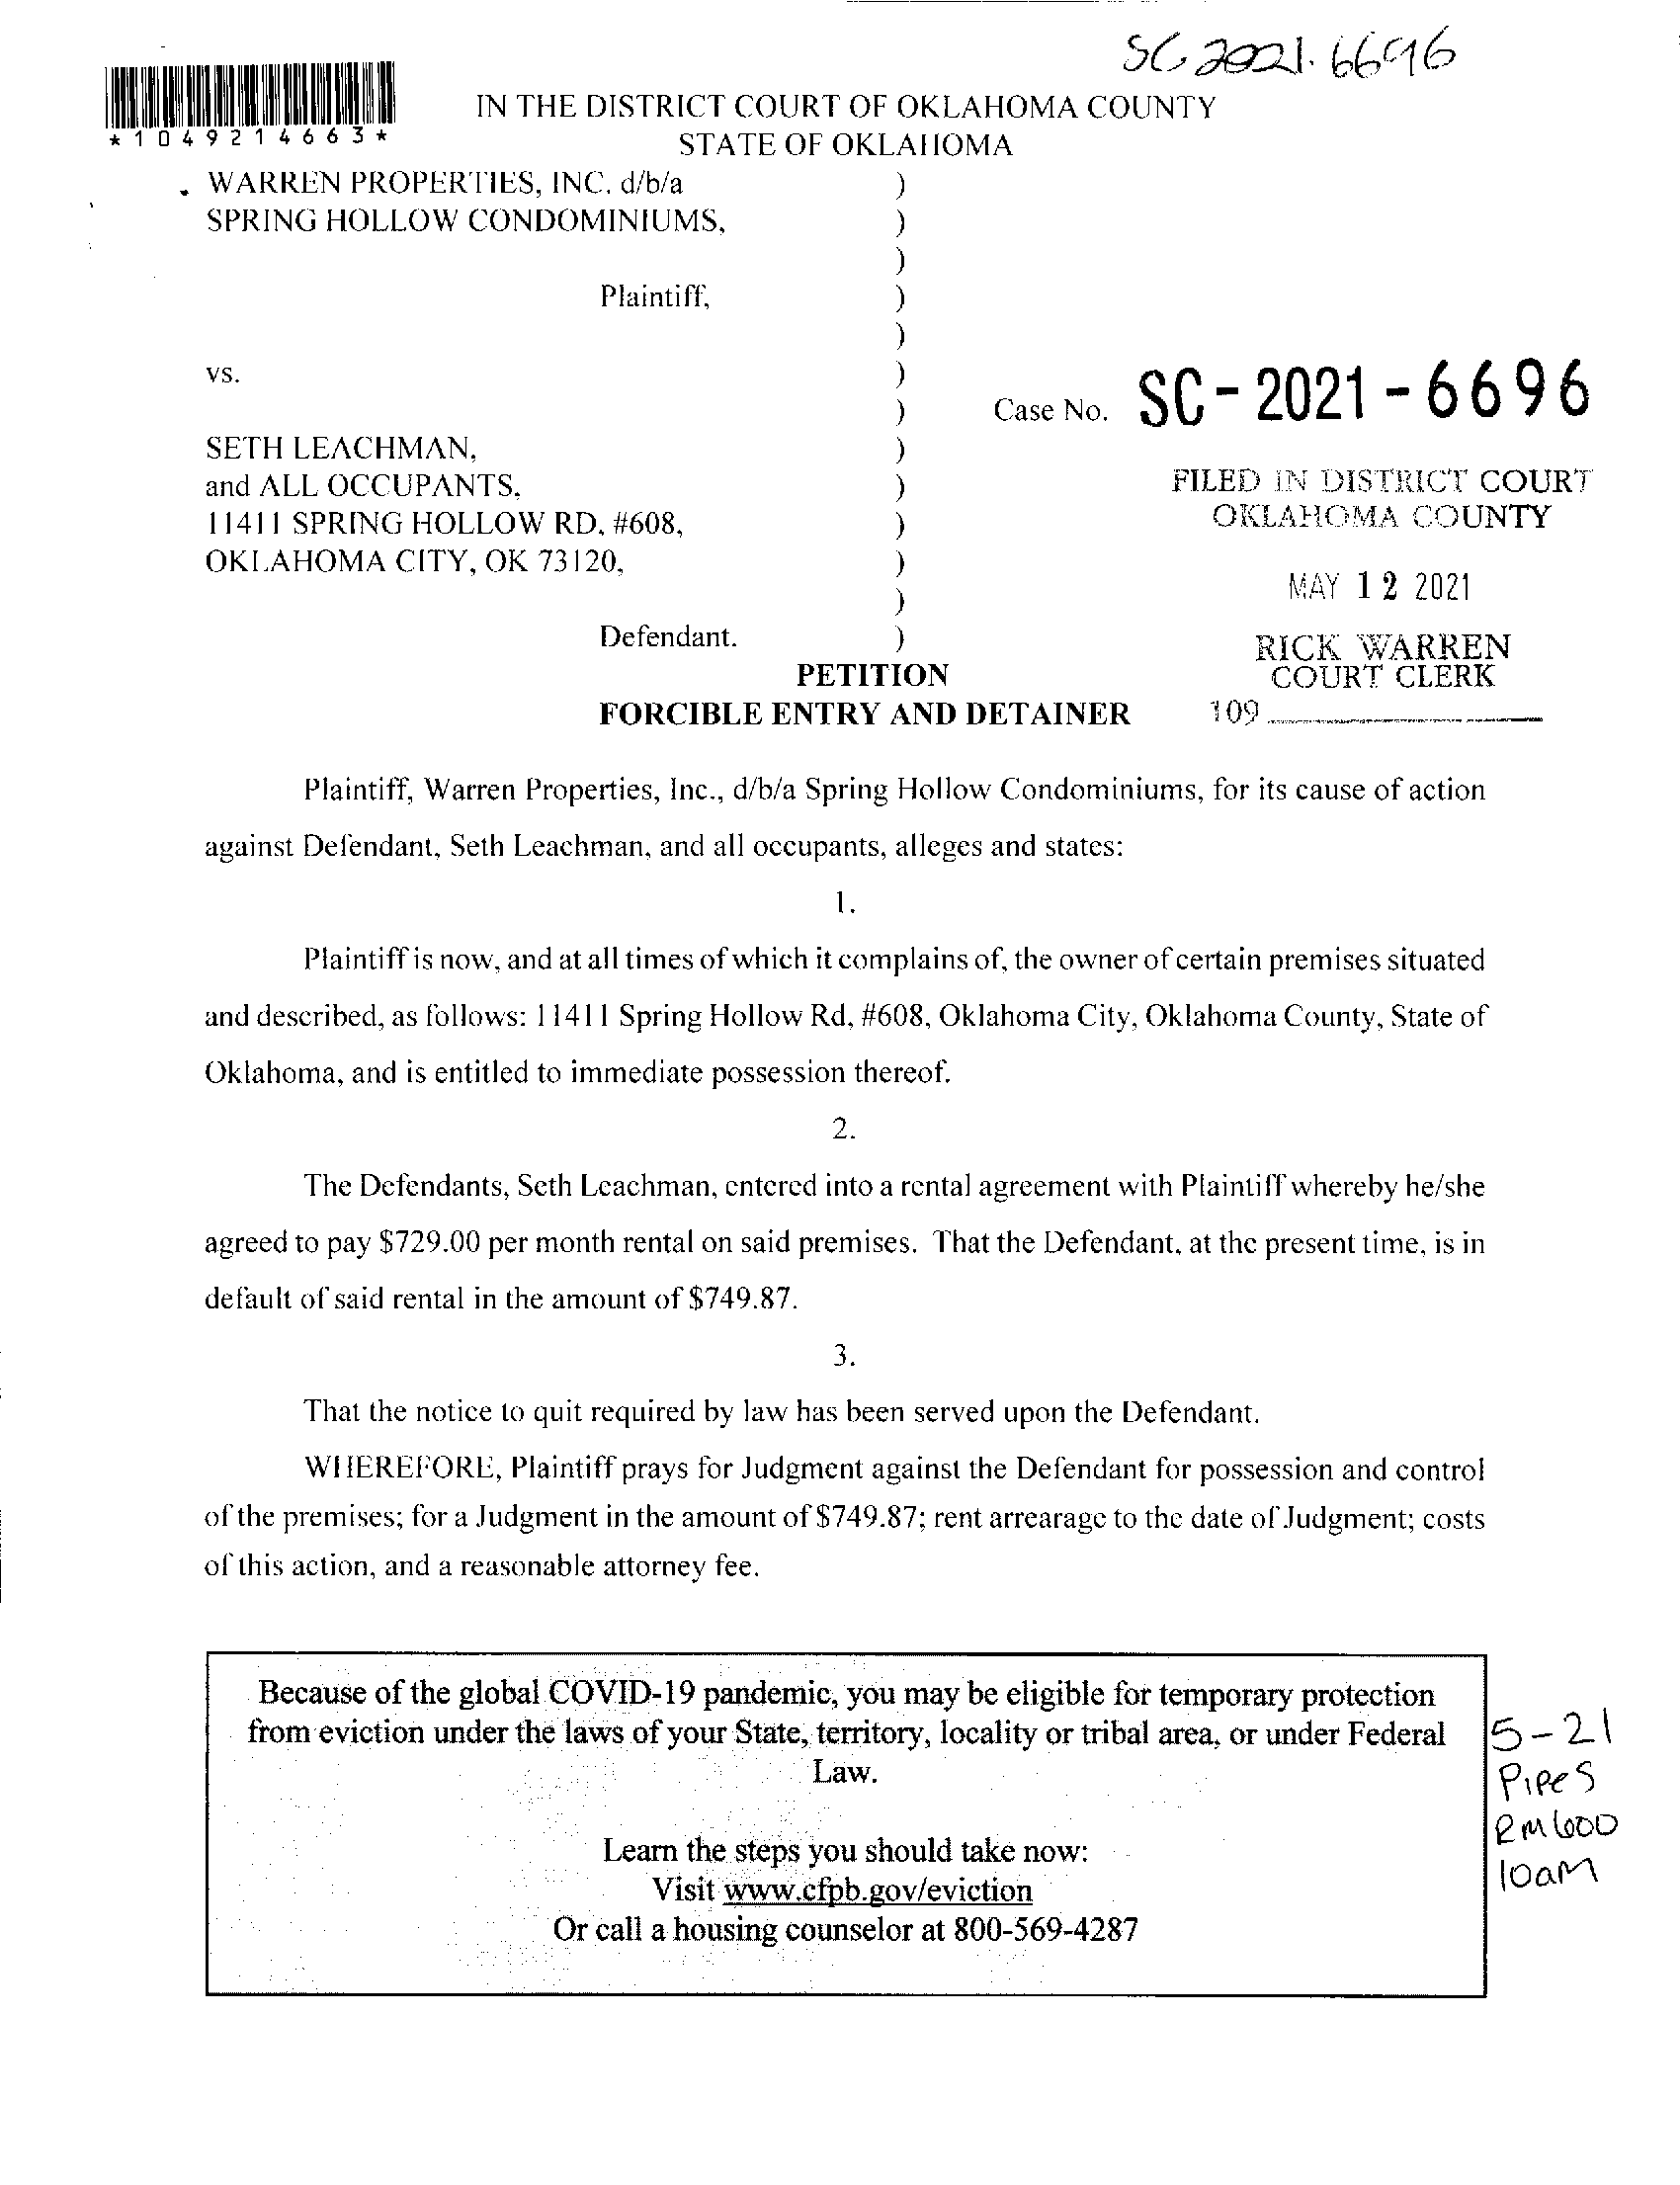 SC 2021-6696
*1049214663*
IN THE DISTRICT COURT OF OKLAHOMA COUNTY
STATE OF OKLAHOMA
WARREN PROPERTIES, INC. d/b/a )
SPRING HOLLOW CONDOMINIUMS, )
)
Plaintiff, )
)
vs. )
) Case No. SC-2021-6696
SETH LEACHMAN, )
and ALL OCCUPANTS, ) FILED IN DISTRICT COURT
11411 SPRING HOLLOW RD, #608, ) OKLAHOMA COUNTY
OKLAHOMA CITY, OK 73120, )
) MAY 12 2021
Defendant. ) RICK WARREN
PETITION COURT CLERK
FORCIBLE ENTRY AND DETAINER 109
Plaintiff, Warren Properties, Inc., d/b/a Spring Hollow Condominiums, for its cause of action
against Defendant, Seth Leachman, and all occupants, alleges and states:
1.
Plaintiff is now, and at all times of which it complains of, the owner of certain premises situated
and described, as follows: 11411 Spring Hollow Rd, #608, Oklahoma City, Oklahoma County, State of
Oklahoma, and is entitled to immediate possession thereof.
2.
The Defendants, Seth Leachman, entered into a rental agreement with Plaintiff whereby he/she
agreed to pay $729.00 per month rental on said premises. That the Defendant, at the present time, is in
default of said rental in the amount of $749.87.
3.
That the notice to quit required by law has been served upon the Defendant.
WHEREFORE, Plaintiff prays for Judgment against the Defendant for possession and control
of the premises; for a Judgment in the amount of $749.87; rent arrearage to the date of Judgment; costs
of this action, and a reasonable attorney fee.
Because of the global COVID-19 pandemic, you may be eligible for temporary protection
from eviction under the laws of your State, territory, locality or tribal area, or under Federal
Law.
Learn the steps you should take now:
Visit www.cfpb.gov/eviction
Or call a housing counselor at 800-569-4287
5-21
Pipes
RM 600
10am